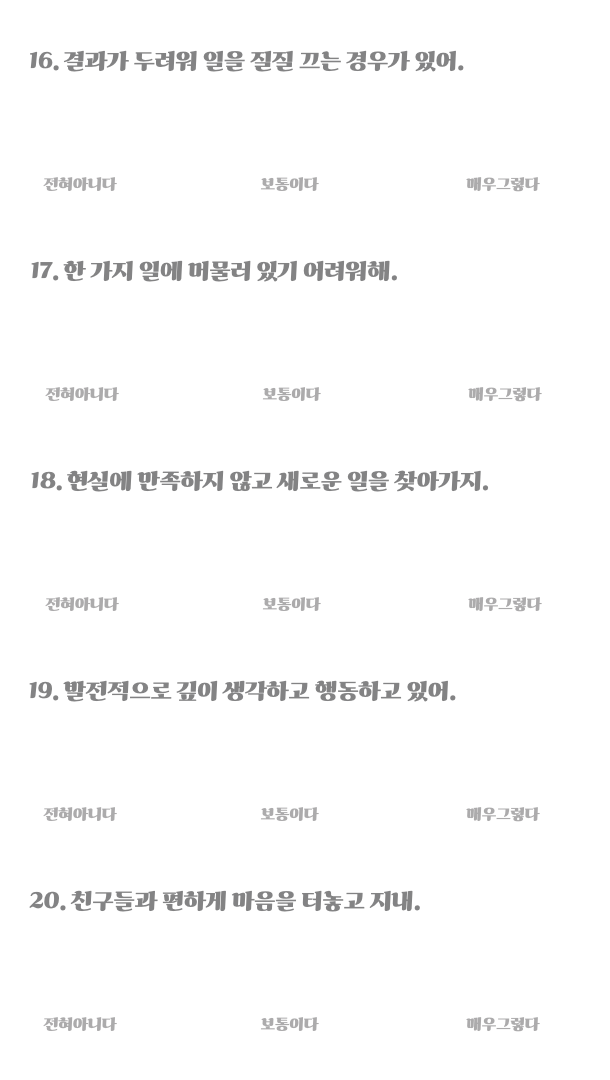 16. 결과가 두려워 일을 질질 끄는 경우가 있어.
전혀아니다 보통이다 매우그렇다
17. 한 가지 일에 머물러 있기 어려워해.
전혀아니다 보통이다 매우그렇다
18. 현실에 만족하지 않고 새로운 일을 찾아가지.
전혀아니다 보통이다 매우그렇다
19. 발전적으로 깊이 생각하고 행동하고 있어.
전혀아니다 보통이다 매우그렇다
20. 친구들과 편하게 마음을 터놓고 지내.
전혀아니다 보통이다 매우그렇다